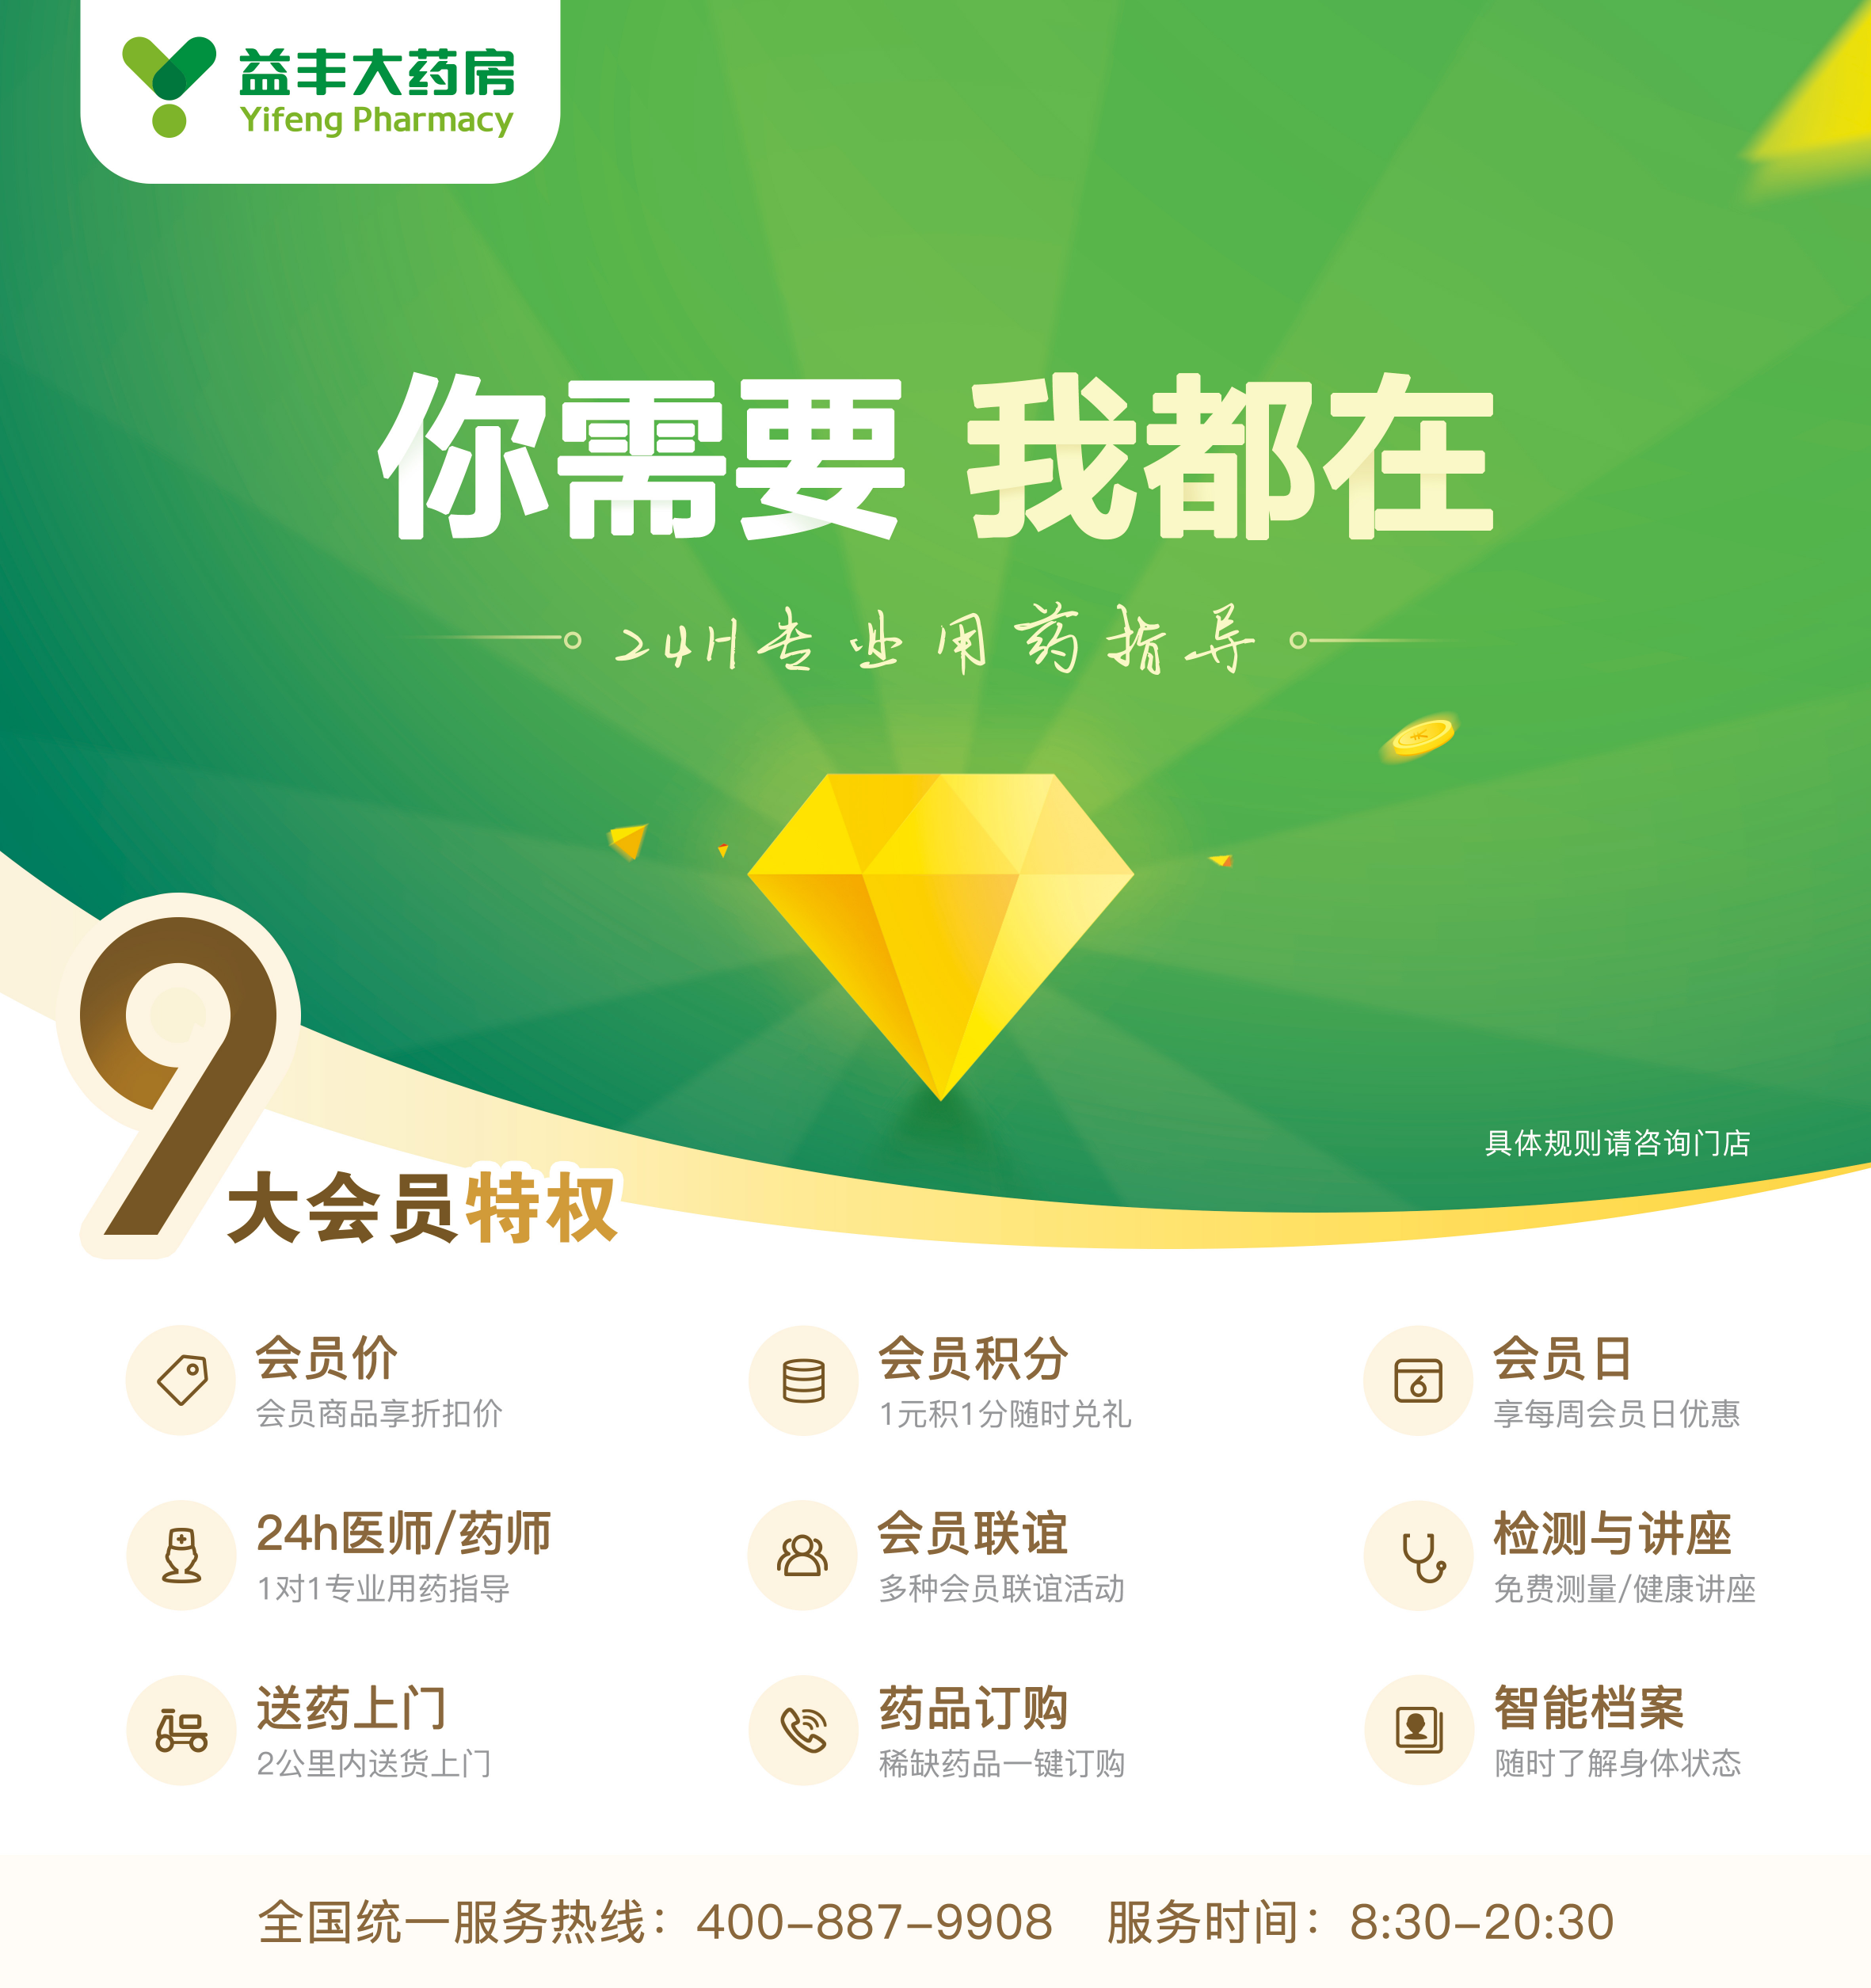 益丰大药房
Yifeng Pharmacy
你需要 我都在
24H专业用药指导
具体规则请咨询门店
9大会员特权
会员价
会员商品享折扣价
会员积分
1元积1分随时兑礼
会员日
享每周会员日优惠
24h医师/药师
1对1专业用药指导
会员联谊
多种会员联谊活动
检测与讲座
免费测量/健康讲座
送药上门
2公里内送货上门
药品订购
稀缺药品一键订购
智能档案
随时了解身体状态
全国统一服务热线：400-887-9908 服务时间：8:30-20:30